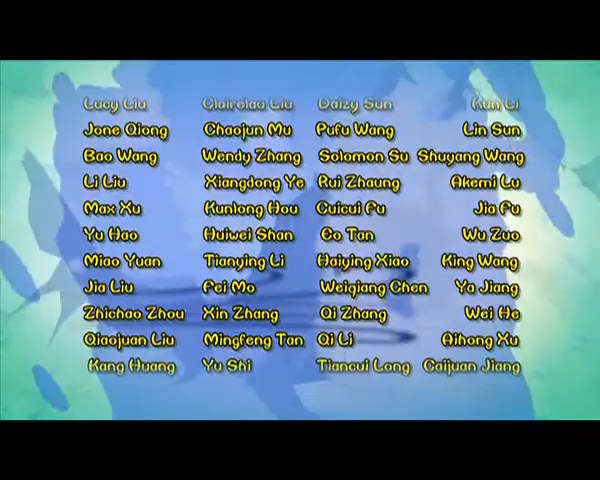 Lucy Liu Clairelau Liu Daizy Sun Kun Li
Jone Qiong Chaojun Mu Pufu Wang Lin Sun
Bao Wang Wendy Zhang Solomon Su Shuyang Wang
Li Liu Xiangdong Ye Rui Zhaung Akemi Lu
Max Xu Kunlong Hou Cuicui Fu Jia Fu
Yu Hao Huiwei Shan Bo Tan Wu Zuo
Miao Yuan Tianying Li Haiying Xiao King Wang
Jia Liu Fei Mo Weiqiang Chen Ya Jiang
Zhichao Zhou Xin Zhang Qi Zhang Wei He
Qiaojuan Liu Mingfeng Tan Qi Li Aihong Xu
Kang Huang Yu Shi Tiancui Long Caijuan Jiang